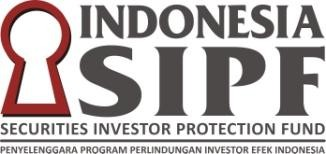 INDONESIA
SIPF
SECURITIES INVESTOR PROTECTION FUND
PENYELENGGARA PROGRAM PERLINDUNGAN INVESTOR EFEK INDONESIA